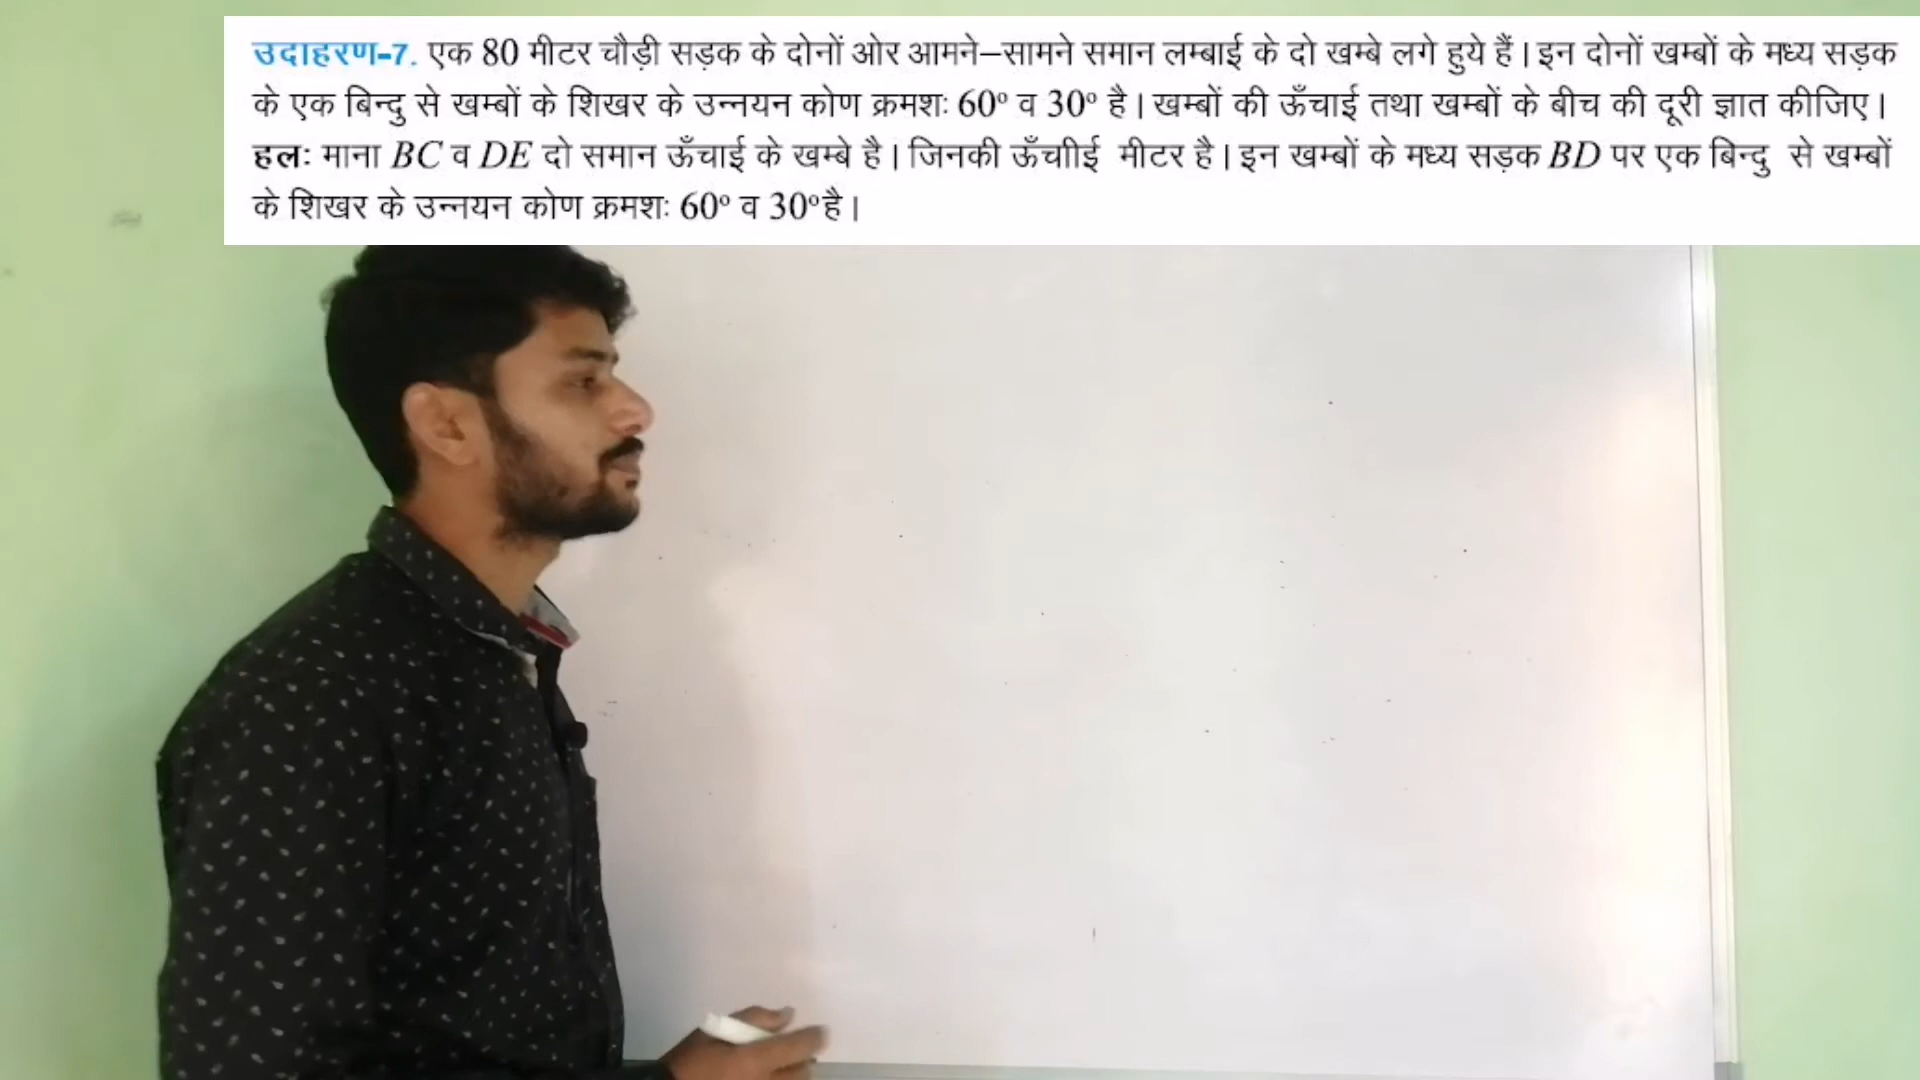 उदाहरण-7. एक 80 मीटर चौड़ी सड़क के दोनों ओर आमने–सामने समान लम्बाई के दो खम्बे लगे हुये हैं। इन दोनों खम्बों के मध्य सड़क
के एक बिन्दु से खम्बों के शिखर के उन्नयन कोण क्रमशः 60° व 30° है। खम्बों की ऊँचाई तथा खम्बों के बीच की दूरी ज्ञात कीजिए।
हलः माना BC व DE दो समान ऊँचाई के खम्बे है। जिनकी ऊँचाीई मीटर है। इन खम्बों के मध्य सड़क BD पर एक बिन्दु से खम्बों
के शिखर के उन्नयन कोण क्रमशः 60° व 30° है।